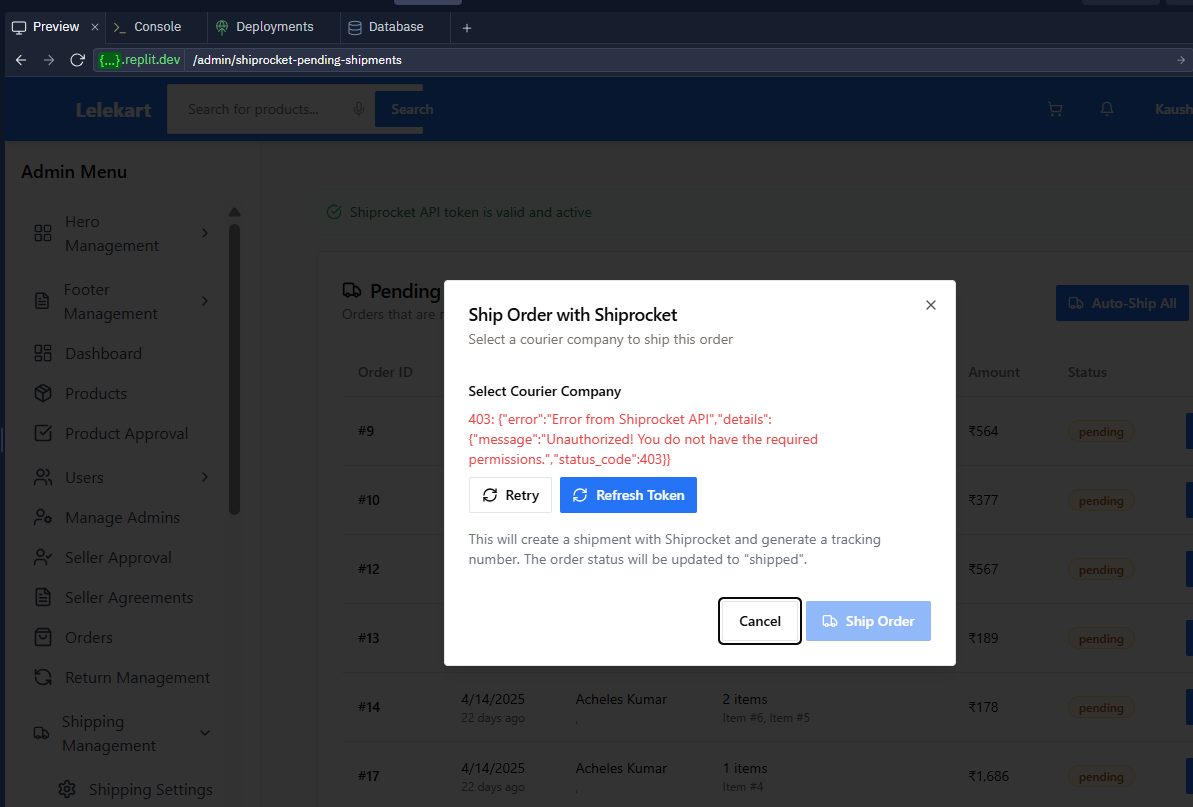 Preview
Console
Deployments
Database
{...}.replit.dev /admin/shiprocket-pending-shipments
Lelekart
Search for products...
Search
Kaush
Admin Menu
Hero
Management
Footer
Management
Dashboard
Products
Product Approval
Users
Manage Admins
Seller Approval
Seller Agreements
Orders
Return Management
Shipping
Management
Shipping Settings
Shiprocket API token is valid and active
Pending
Orders that are
Auto-Ship All
Order ID
Amount
Status
#9
₹564
pending
#10
₹377
pending
#12
₹567
pending
#13
₹189
pending
#14
4/14/2025
22 days ago
Acheles Kumar
,
2 items
Item #6, Item #5
₹178
pending
#17
4/14/2025
22 days ago
Acheles Kumar
,
1 items
Item #4
₹1,686
pending
Ship Order with Shiprocket
Select a courier company to ship this order
Select Courier Company
403: {"error":"Error from Shiprocket API","details":
{"message":"Unauthorized! You do not have the required
permissions.","status_code":403}}
Retry
Refresh Token
This will create a shipment with Shiprocket and generate a tracking
number. The order status will be updated to "shipped".
Cancel
Ship Order